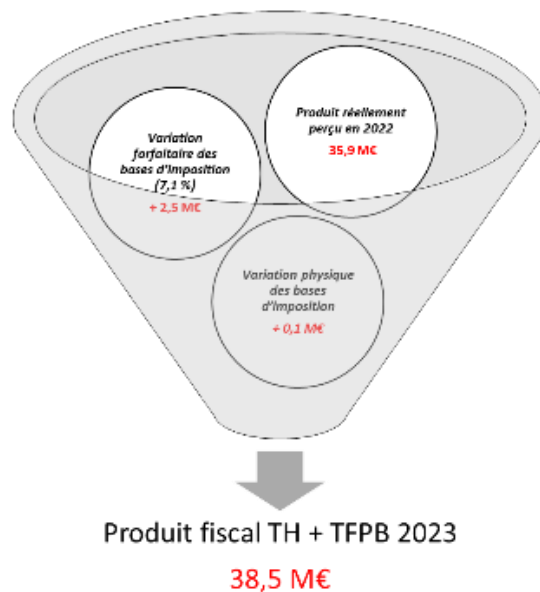 Produit réellement
perçu en 2022
35,9 M€
Variation
forfaitaire des
bases d'imposition
(7,1 %)
+ 2,5 M€
Variation physique
des bases
d'imposition
+ 0,1 M€
Produit fiscal TH + TFPB 2023
38,5 M€